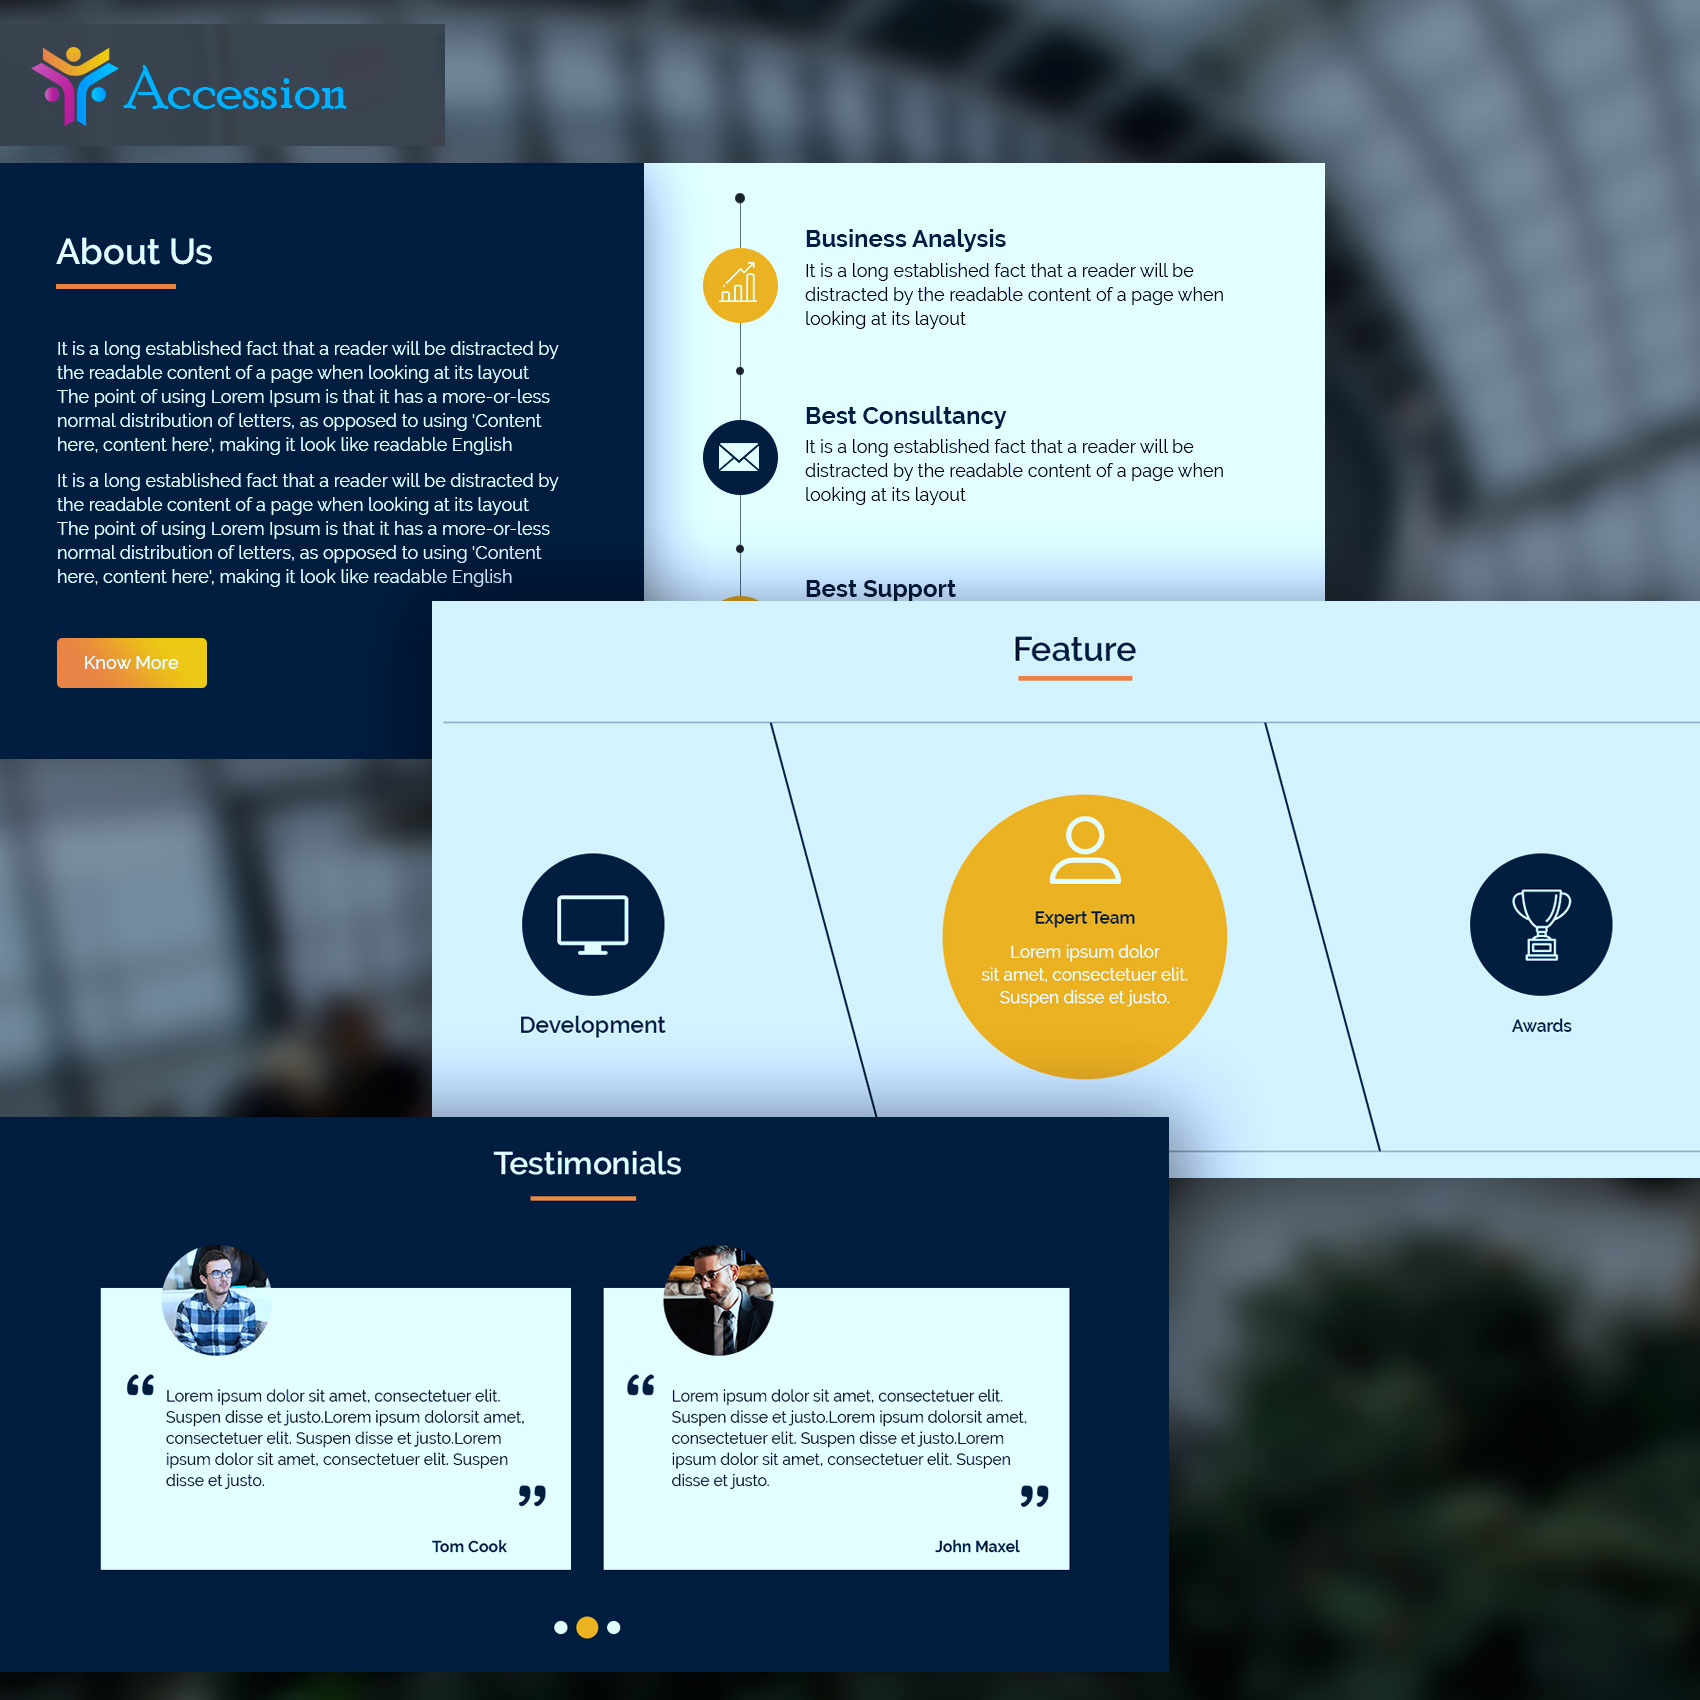 Accession
About Us
It is a long established fact that a reader will be distracted by
the readable content of a page when looking at its layout
The point of using Lorem Ipsum is that it has a more-or-less
normal distribution of letters, as opposed to using 'Content
here, content here', making it look like readable English
It is a long established fact that a reader will be distracted by
the readable content of a page when looking at its layout
The point of using Lorem Ipsum is that it has a more-or-less
normal distribution of letters, as opposed to using 'Content
here, content here', making it look like readable English
Know More
Business Analysis
It is a long established fact that a reader will be
distracted by the readable content of a page when
looking at its layout
Best Consultancy
It is a long established fact that a reader will be
distracted by the readable content of a page when
looking at its layout
Best Support
Feature
Development
Expert Team
Lorem ipsum dolor
sit amet, consectetuer elit.
Suspen disse et justo.
Awards
Testimonials
“ Lorem ipsum dolor sit amet, consectetuer elit.
Suspen disse et justo.Lorem ipsum dolorsit amet,
consectetuer elit. Suspen disse et justo.Lorem
ipsum dolor sit amet, consectetuer elit. Suspen
disse et justo. ”
Tom Cook
“ Lorem ipsum dolor sit amet, consectetuer elit.
Suspen disse et justo.Lorem ipsum dolorsit amet,
consectetuer elit. Suspen disse et justo.Lorem
ipsum dolor sit amet, consectetuer elit. Suspen
disse et justo. ”
John Maxel